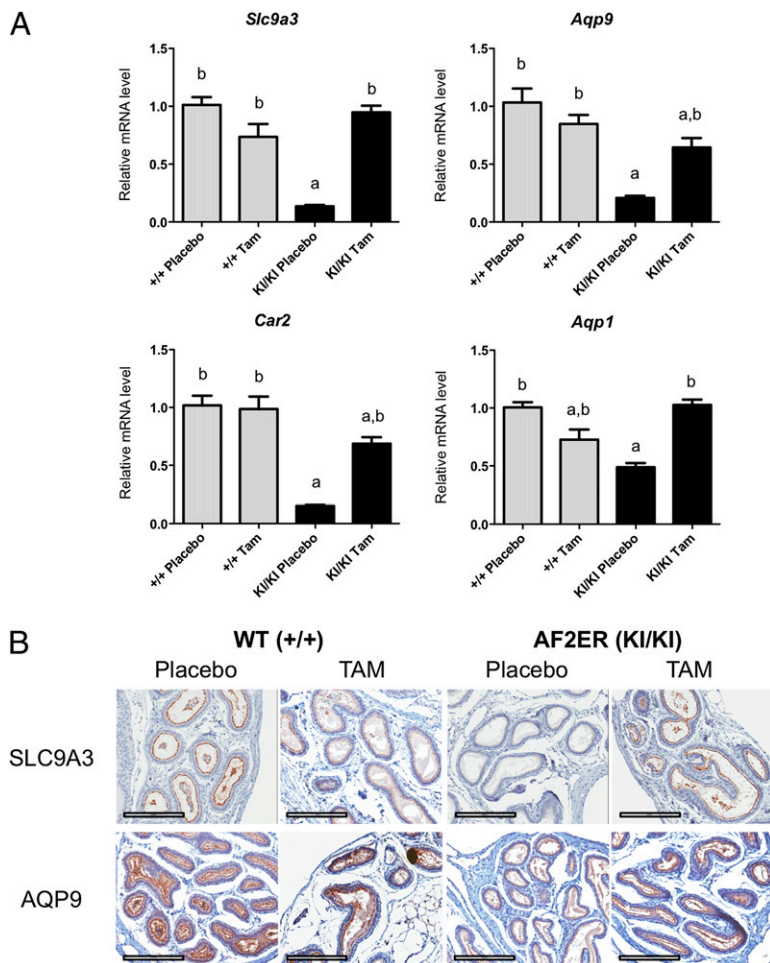 A
Slc9a3
Relative mRNA level
1.5
1.0
0.5
0.0
b
b
a
b
+/+ Placebo
+/+ Tam
KI/KI Placebo
KI/KI Tam
Aqp9
Relative mRNA level
1.5
1.0
0.5
0.0
b
b
a
a,b
+/+ Placebo
+/+ Tam
KI/KI Placebo
KI/KI Tam
Car2
Relative mRNA level
1.5
1.0
0.5
0.0
b
b
a
a,b
+/+ Placebo
+/+ Tam
KI/KI Placebo
KI/KI Tam
Aqp1
Relative mRNA level
1.5
1.0
0.5
0.0
b
a,b
a
b
+/+ Placebo
+/+ Tam
KI/KI Placebo
KI/KI Tam
B
WT (+/+) AF2ER (KI/KI)
Placebo TAM Placebo TAM
SLC9A3
AQP9